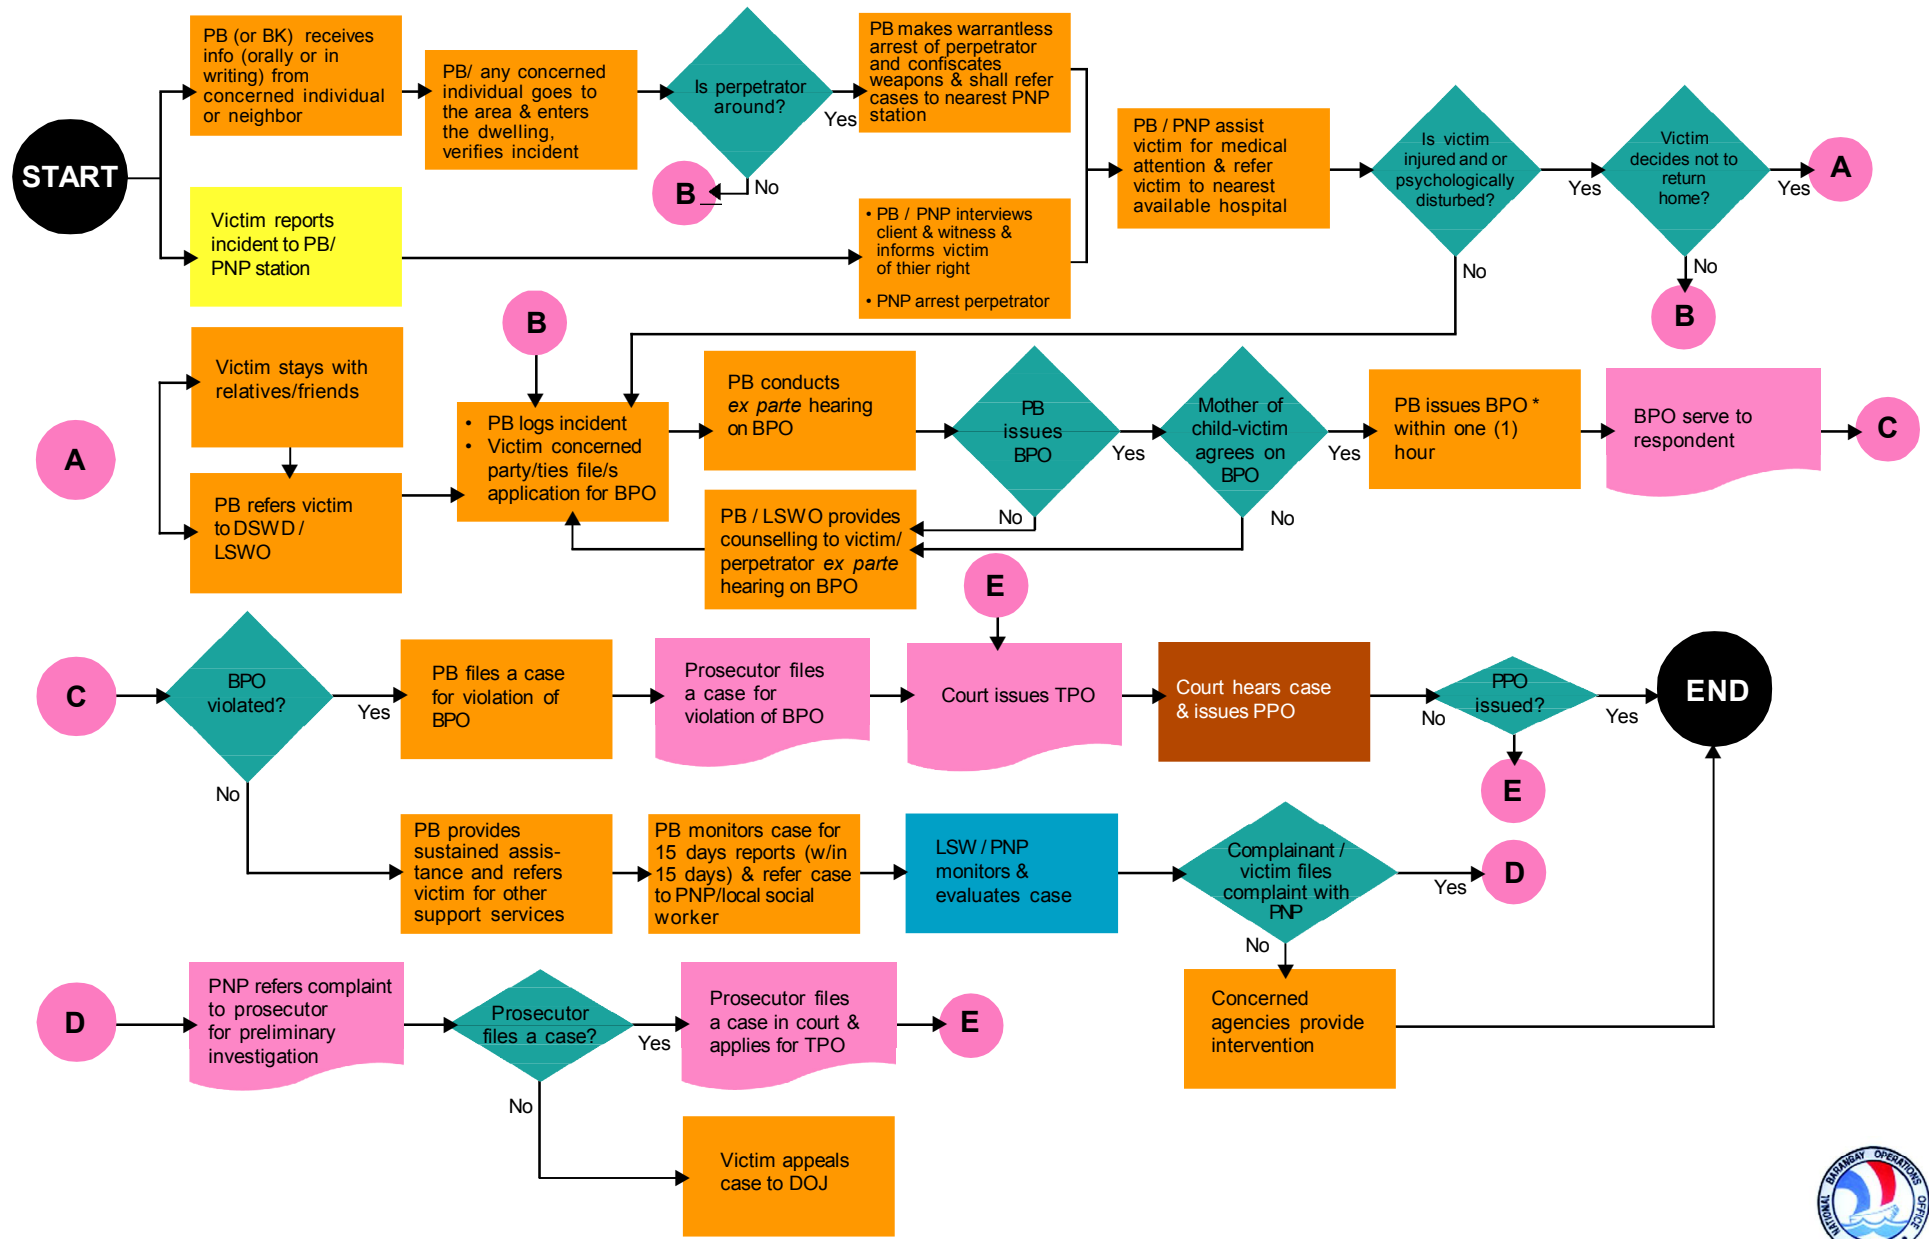 START
PB (or BK) receives
info (orally or in
writing) from
concerned individual
or neighbor
PB/ any concerned
individual goes to
the area & enters
the dwelling,
verifies incident
Is perpetrator
around?
Yes
No
B
PB makes warrantless
arrest of perpetrator
and confiscates
weapons & shall refer
cases to nearest PNP
station
Victim reports
incident to PB/
PNP station
• PB / PNP interviews
client & witness &
informs victim
of thier right
• PNP arrest perpetrator
PB / PNP assist
victim for medical
attention & refer
victim to nearest
available hospital
Is victim
injured and or
psychologically
disturbed?
Yes
No
Victim
decides not to
return
home?
Yes
A
No
B
A
Victim stays with
relatives/friends
PB refers victim
to DSWD /
LSWO
B
• PB logs incident
• Victim concerned
party/ties file/s
application for BPO
PB conducts
ex parte hearing
on BPO
PB
issues
BPO
Yes
No
Mother of
child-victim
agrees on
BPO
Yes
No
PB issues BPO *
within one (1)
hour
BPO serve to
respondent
C
PB / LSWO provides
counselling to victim/
perpetrator ex parte
hearing on BPO
E
C
BPO
violated?
Yes
No
PB files a case
for violation of
BPO
Prosecutor files
a case for
violation of BPO
Court issues TPO
Court hears case
& issues PPO
No
PPO
issued?
Yes
END
E
PB provides
sustained assis-
tance and refers
victim for other
support services
PB monitors case for
15 days reports (w/in
15 days) & refer case
to PNP/local social
worker
LSW / PNP
monitors &
evaluates case
Complainant /
victim files
complaint with
PNP
Yes
D
No
Concerned
agencies provide
intervention
D
PNP refers complaint
to prosecutor
for preliminary
investigation
Prosecutor
files a case?
Yes
No
Prosecutor files
a case in court &
applies for TPO
E
Victim appeals
case to DOJ
NATIONAL BARANGAY OPERATIONS OFFICE